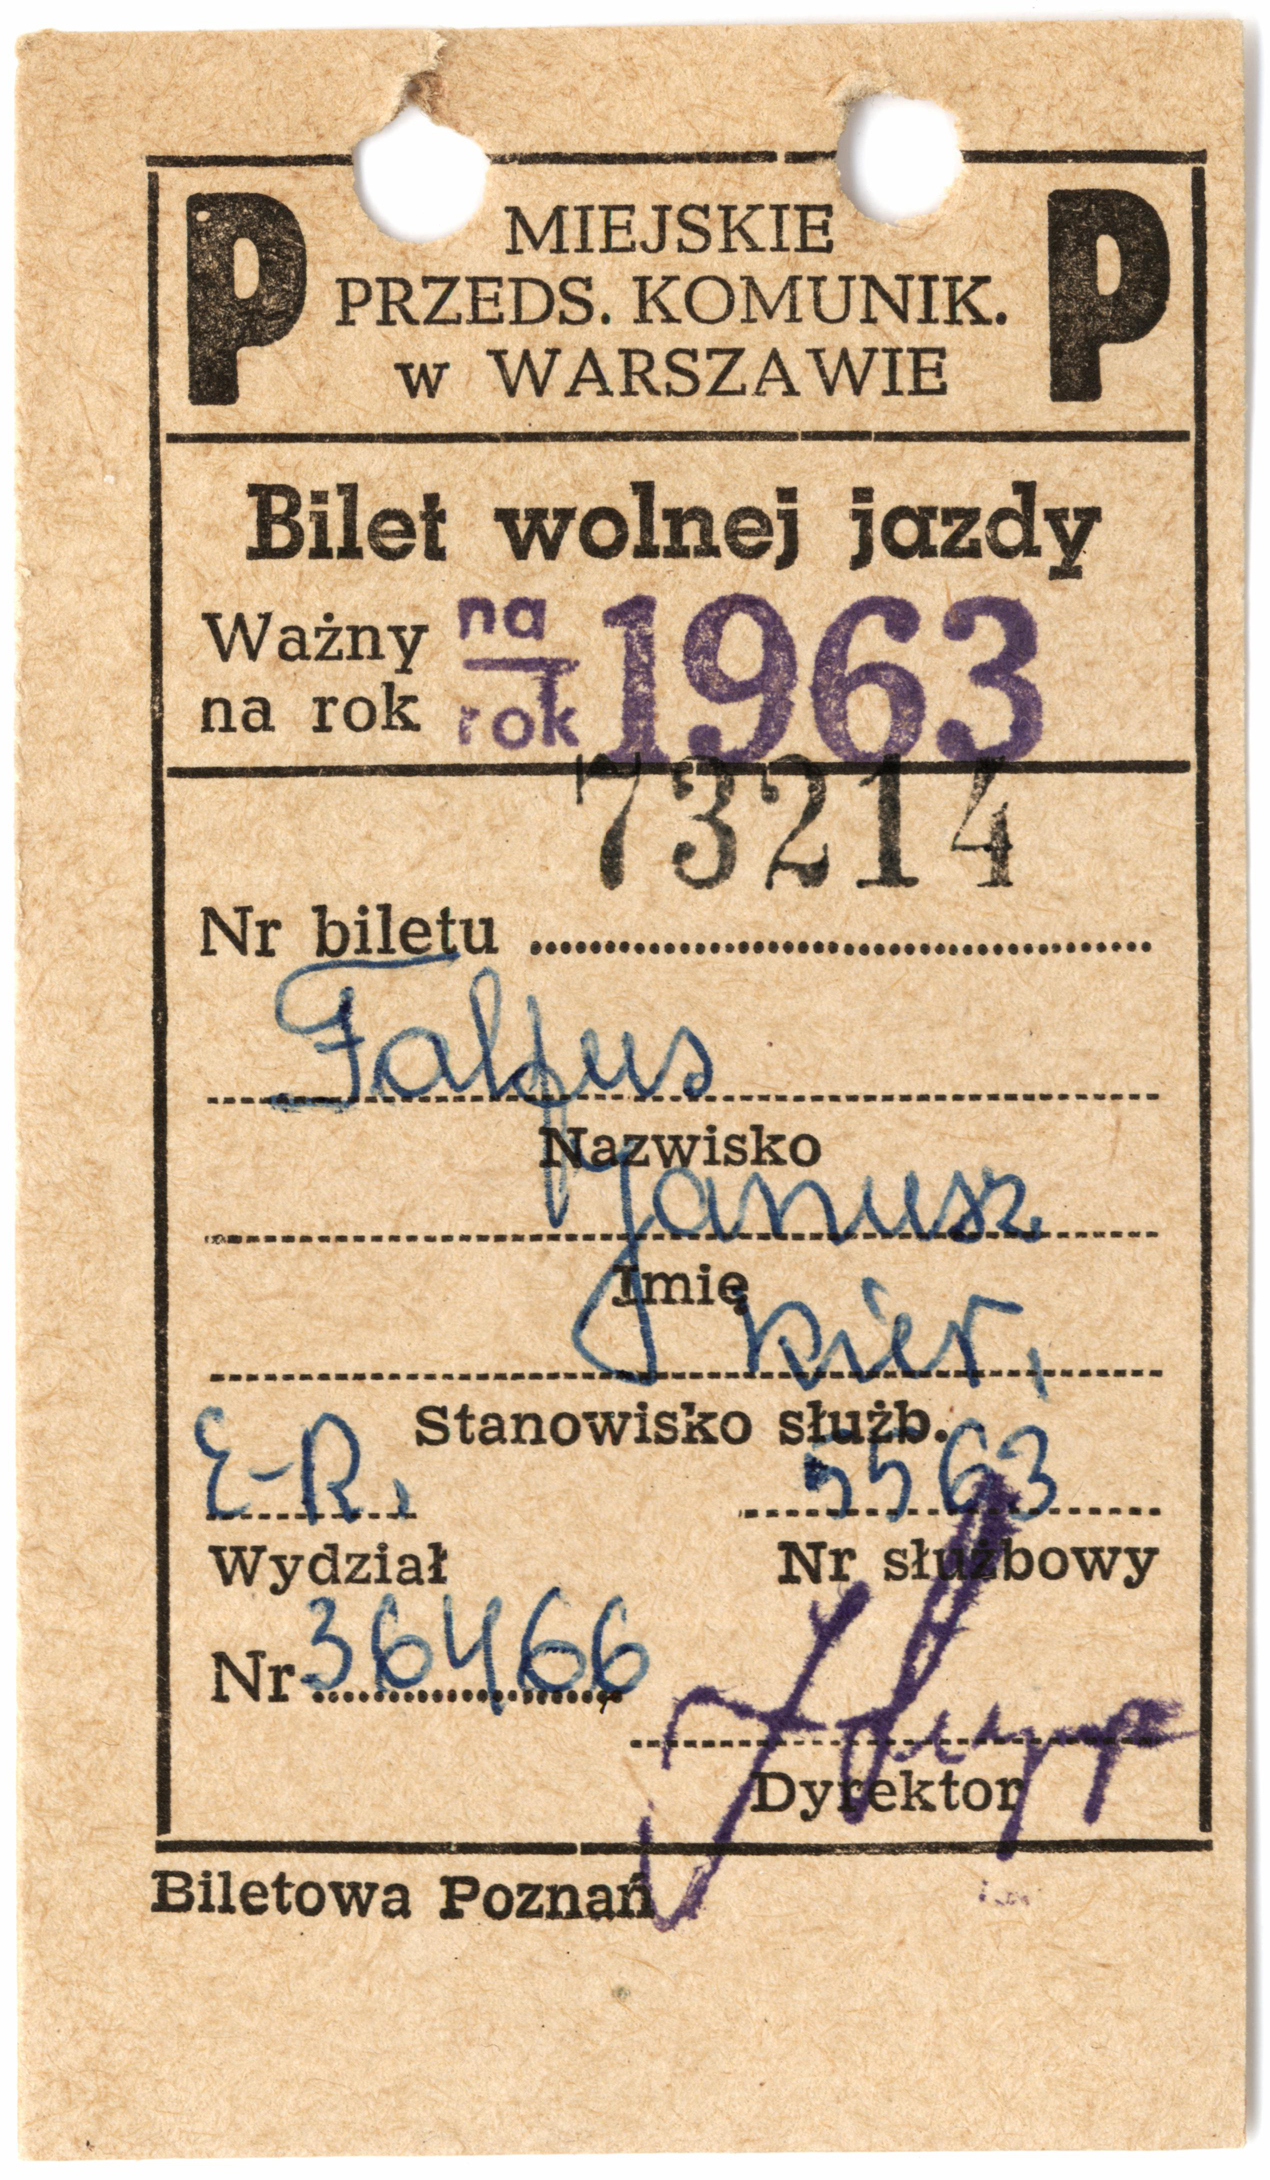 P MIEJSKIE P
PRZEDS. KOMUNIK.
w WARSZAWIE
Bilet wolnej jazdy
Ważny na 1963
na rok rok
73214
Nr biletu
Falfus
Nazwisko
Janusz
Imię
kier.
Stanowisko służb.
E-R. 5563
Wydział Nr służbowy
Nr 36466
Dyrektor
Biletowa Poznań